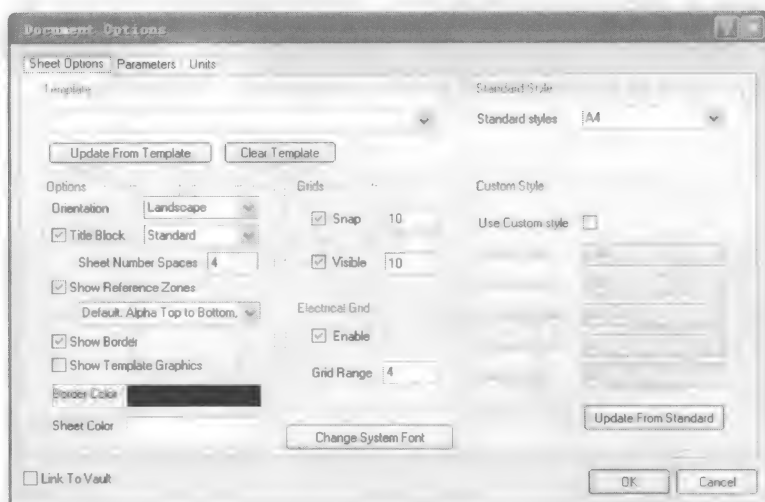 Document Options
Sheet Options Parameters Units
Template
Standard Style
Standard styles A4
Update From Template Clear Template
Options
Grids
Custom Style
Orientation Landscape
Snap 10
Use Custom style
Title Block Standard
Sheet Number Spaces 4
Visible 10
Show Reference Zones
Default: Alpha Top to Bottom,
Electrical Grid
Enable
Show Border
Show Template Graphics
Grid Range 4
Border Color
Update From Standard
Sheet Color
Change System Font
Link To Vault
OK Cancel